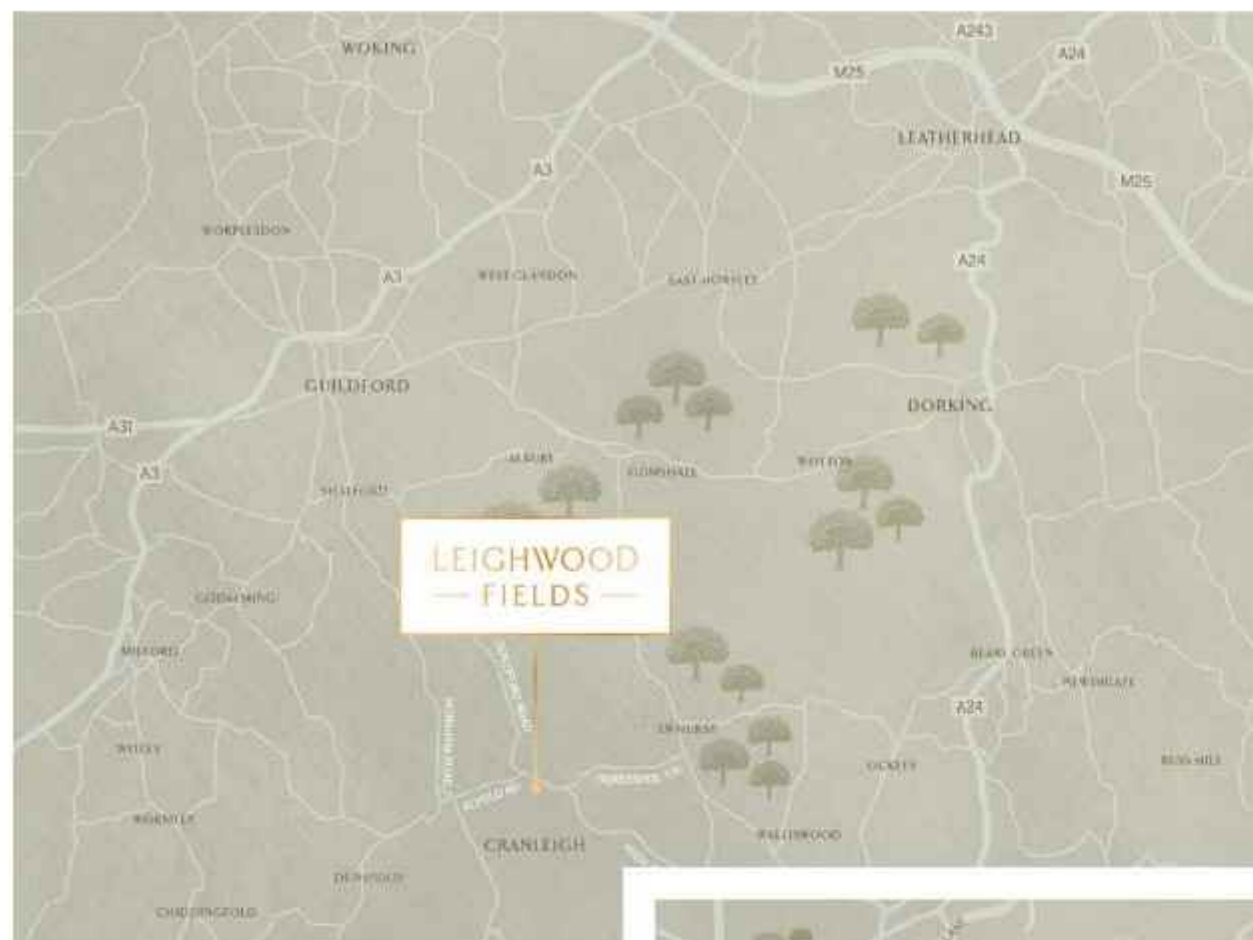 WOKING
A243
A24
M25
LEATHERHEAD
A3
M25
WORPLESDON
A24
A3
WEST CLANDON
EAST HORSLEY
GUILDFORD
DORKING
A31
ALBURY
GOMSHALL
WOTTON
A3
SHALFORD
LEIGHWOOD
FIELDS
GODALMING
MILFORD
BEARE GREEN
NEWDIGATE
A24
EWHURST
WITLEY
OCKLEY
RUSS HILL
WORMLEY
WALLISWOOD
CRANLEIGH
DUNSFOLD
CHIDDINGFOLD